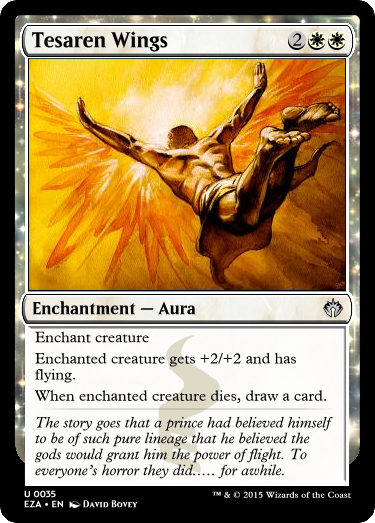 Tesaren Wings 2
Enchantment — Aura
Enchant creature
Enchanted creature gets +2/+2 and has
flying.
When enchanted creature dies, draw a card.
The story goes that a prince had believed himself
to be of such pure lineage that he believed the
gods would grant him the power of flight. To
everyone's horror they did..... for awhile.
U 0035
EZA • EN DAVID BOVEY
™ & © 2015 Wizards of the Coast